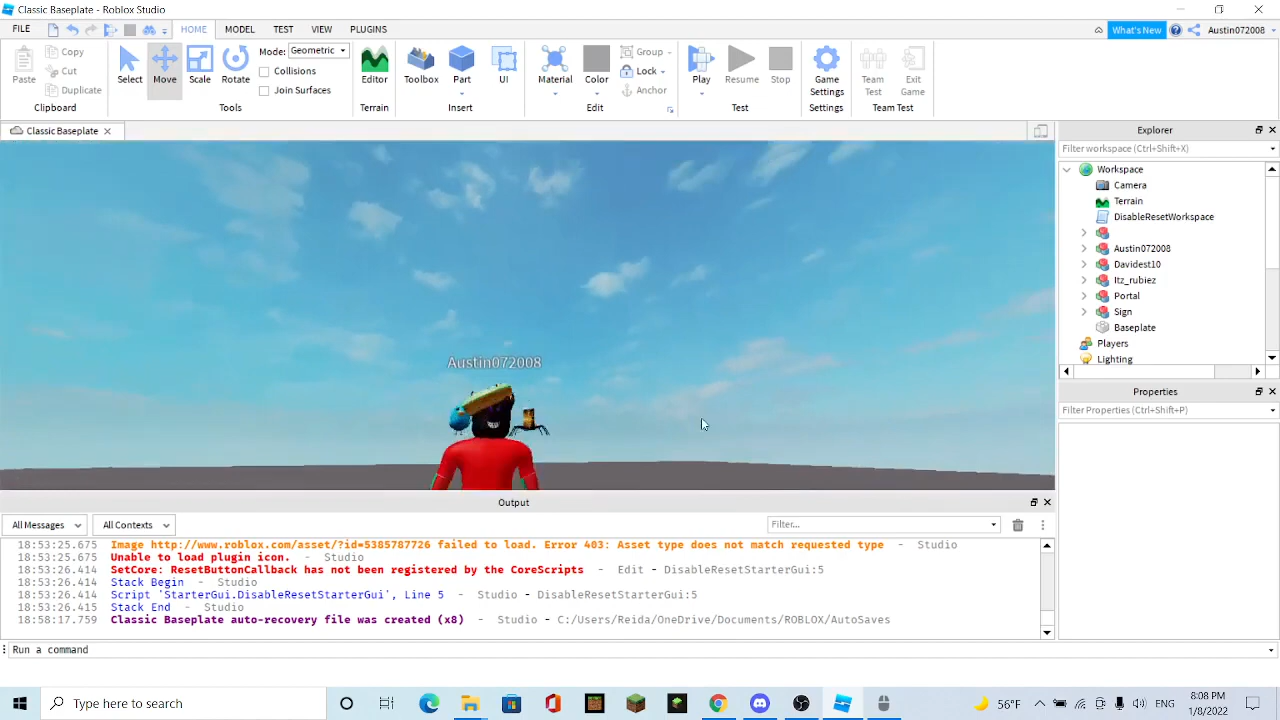 Classic Baseplate - Roblox Studio
FILE HOME MODEL TEST VIEW PLUGINS What's New Austin072008
Paste Copy Cut Duplicate Clipboard
Select Move Scale Rotate Mode: Geometric Collisions Join Surfaces Tools
Editor Terrain
Toolbox Part UI Insert
Material Color Group Lock Anchor Edit
Play Resume Stop Test
Game Settings Settings
Team Test Exit Game Team Test
Classic Baseplate
Austin072008
Explorer
Filter workspace (Ctrl+Shift+X)
Workspace
Camera
Terrain
DisableResetWorkspace
Austin072008
Davidest10
Itz_rubiez
Portal
Sign
Baseplate
Players
Lighting
Properties
Filter Properties (Ctrl+Shift+P)
Output
All Messages All Contexts Filter...
18:53:25.675 Image http://www.roblox.com/asset/?id=5385787726 failed to load. Error 403: Asset type does not match requested type - Studio
18:53:25.675 Unable to load plugin icon. - Studio
18:53:26.414 SetCore: ResetButtonCallback has not been registered by the CoreScripts - Edit - DisableResetStarterGui:5
18:53:26.414 Stack Begin - Studio
18:53:26.414 Script 'StarterGui.DisableResetStarterGui', Line 5 - Studio - DisableResetStarterGui:5
18:53:26.415 Stack End - Studio
18:58:17.759 Classic Baseplate auto-recovery file was created (x8) - Studio - C:/Users/Reida/OneDrive/Documents/ROBLOX/AutoSaves
Run a command
Type here to search
56°F ENG 8:08 PM
1/8/2022